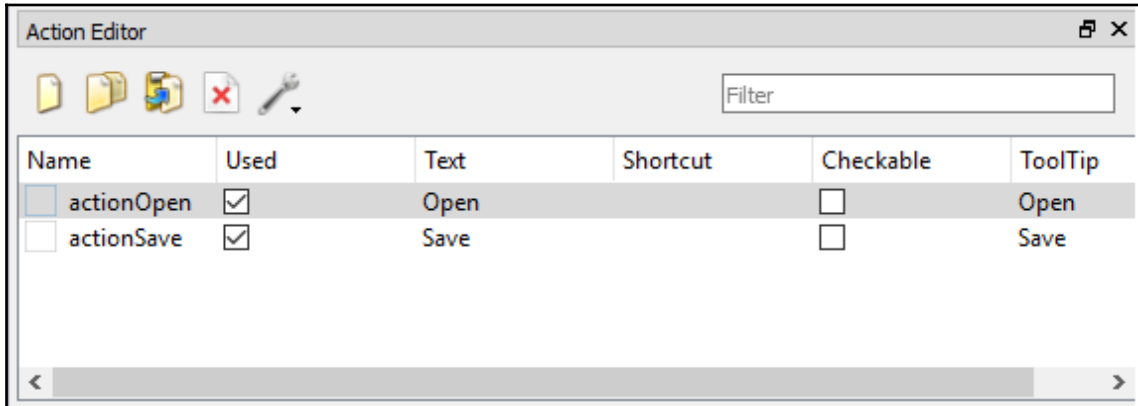 Action Editor
Filter
Name Used Text Shortcut Checkable ToolTip
actionOpen Open Open
actionSave Save Save